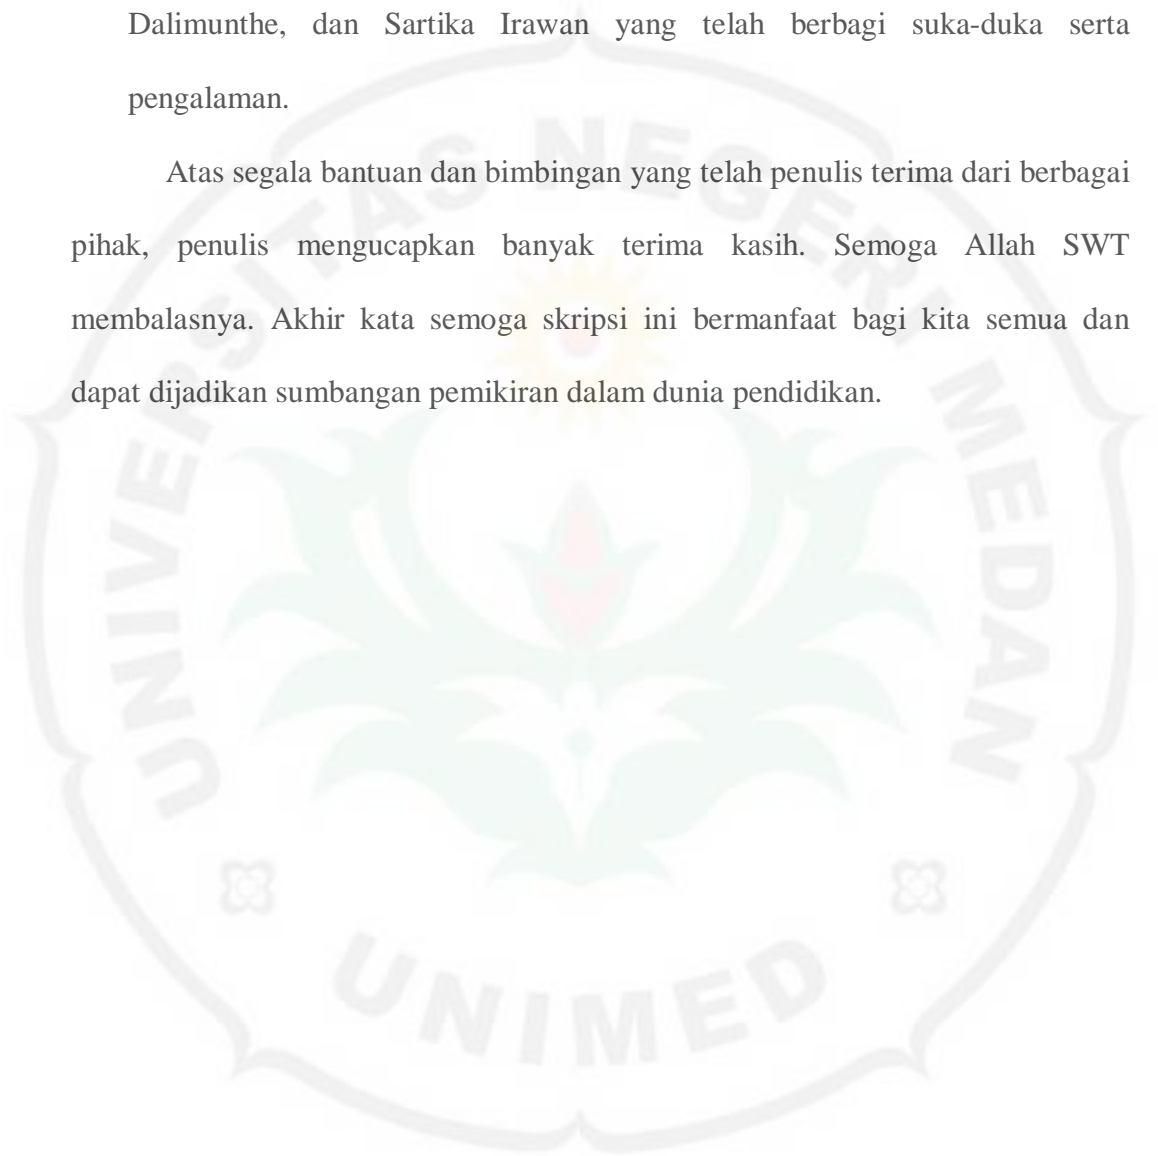 Dalimunthe, dan Sartika Irawan yang telah berbagi suka-duka serta
pengalaman.
Atas segala bantuan dan bimbingan yang telah penulis terima dari berbagai
pihak, penulis mengucapkan banyak terima kasih. Semoga Allah SWT
membalasnya. Akhir kata semoga skripsi ini bermanfaat bagi kita semua dan
dapat dijadikan sumbangan pemikiran dalam dunia pendidikan.
UNIVERSITAS NEGERI MEDAN
UNIMED